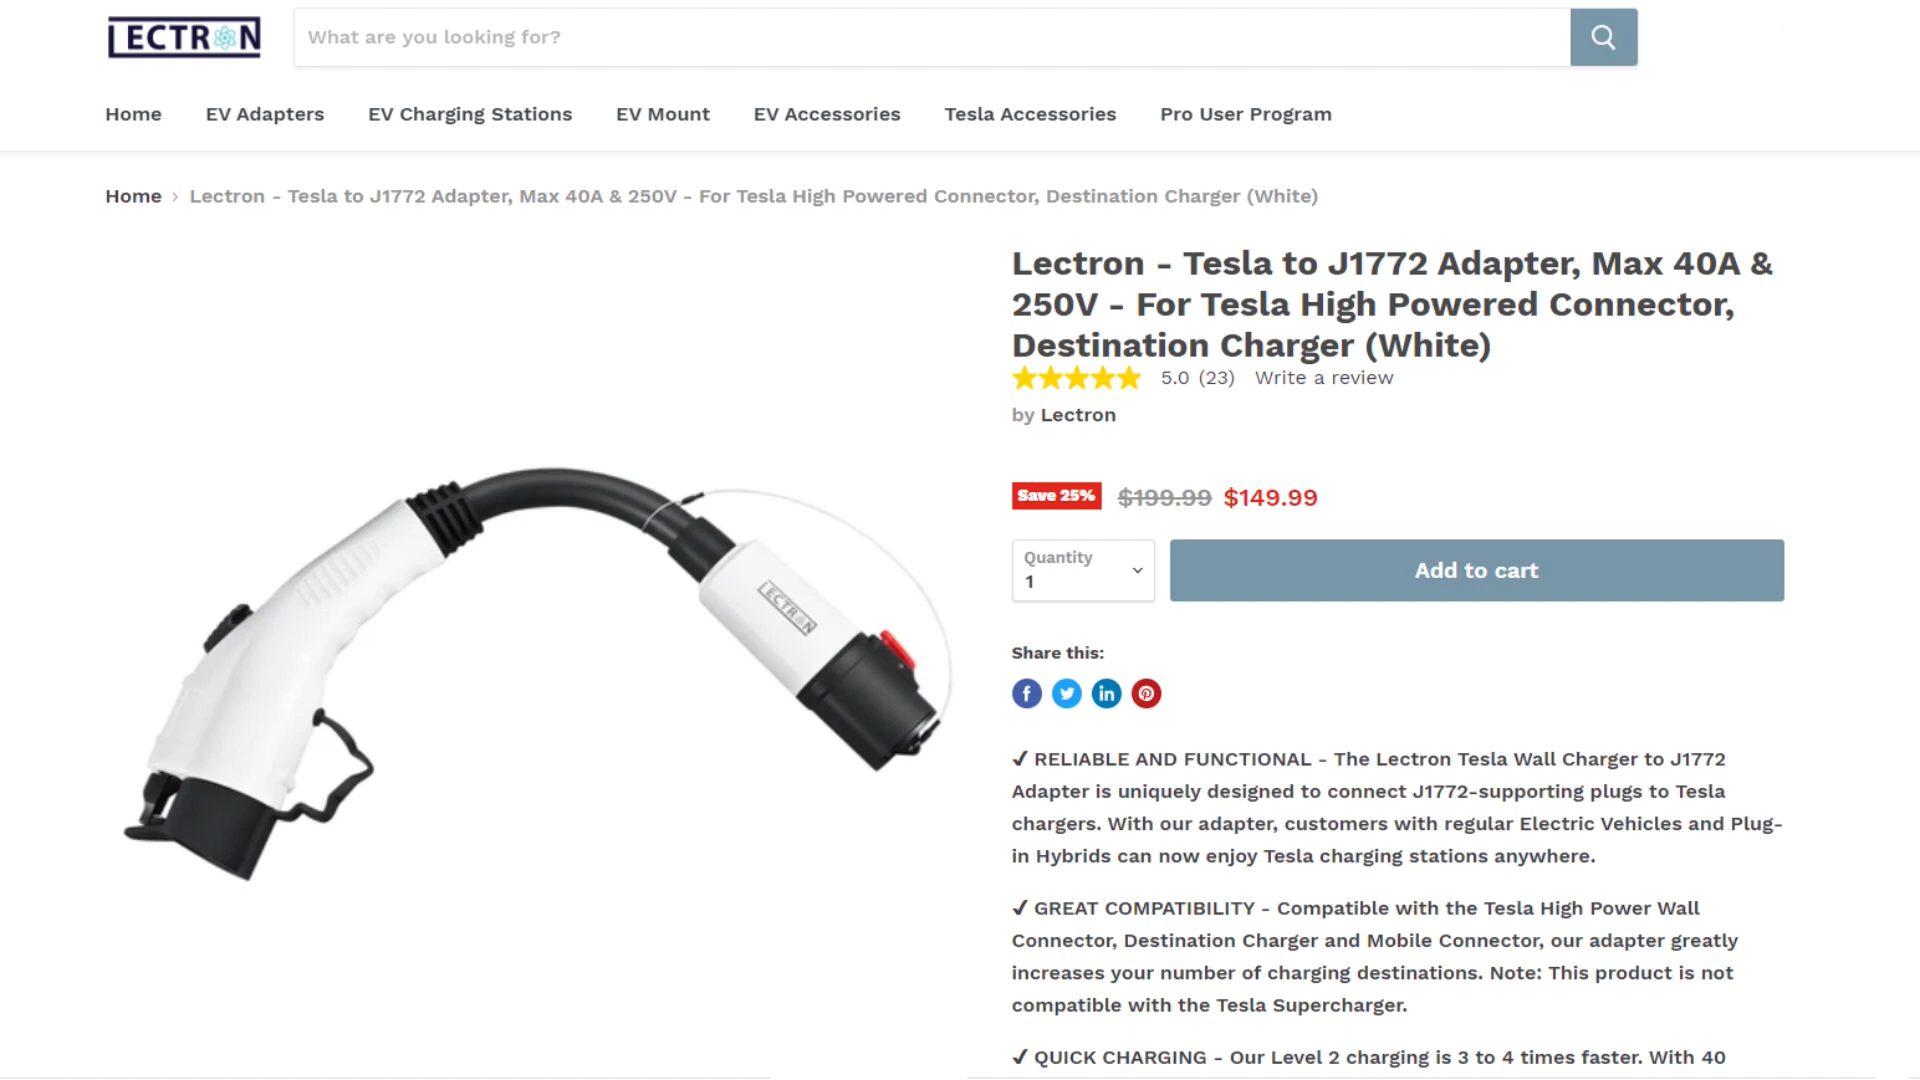 LECTRON
What are you looking for?
Home EV Adapters EV Charging Stations EV Mount EV Accessories Tesla Accessories Pro User Program
Home › Lectron - Tesla to J1772 Adapter, Max 40A & 250V - For Tesla High Powered Connector, Destination Charger (White)
Lectron - Tesla to J1772 Adapter, Max 40A &
250V - For Tesla High Powered Connector,
Destination Charger (White)
5.0 (23) Write a review
by Lectron
Save 25% $199.99 $149.99
Quantity
1
Add to cart
LECTRON
Share this:
✓ RELIABLE AND FUNCTIONAL - The Lectron Tesla Wall Charger to J1772
Adapter is uniquely designed to connect J1772-supporting plugs to Tesla
chargers. With our adapter, customers with regular Electric Vehicles and Plug-
in Hybrids can now enjoy Tesla charging stations anywhere.
✓ GREAT COMPATIBILITY - Compatible with the Tesla High Power Wall
Connector, Destination Charger and Mobile Connector, our adapter greatly
increases your number of charging destinations. Note: This product is not
compatible with the Tesla Supercharger.
✓ QUICK CHARGING - Our Level 2 charging is 3 to 4 times faster. With 40